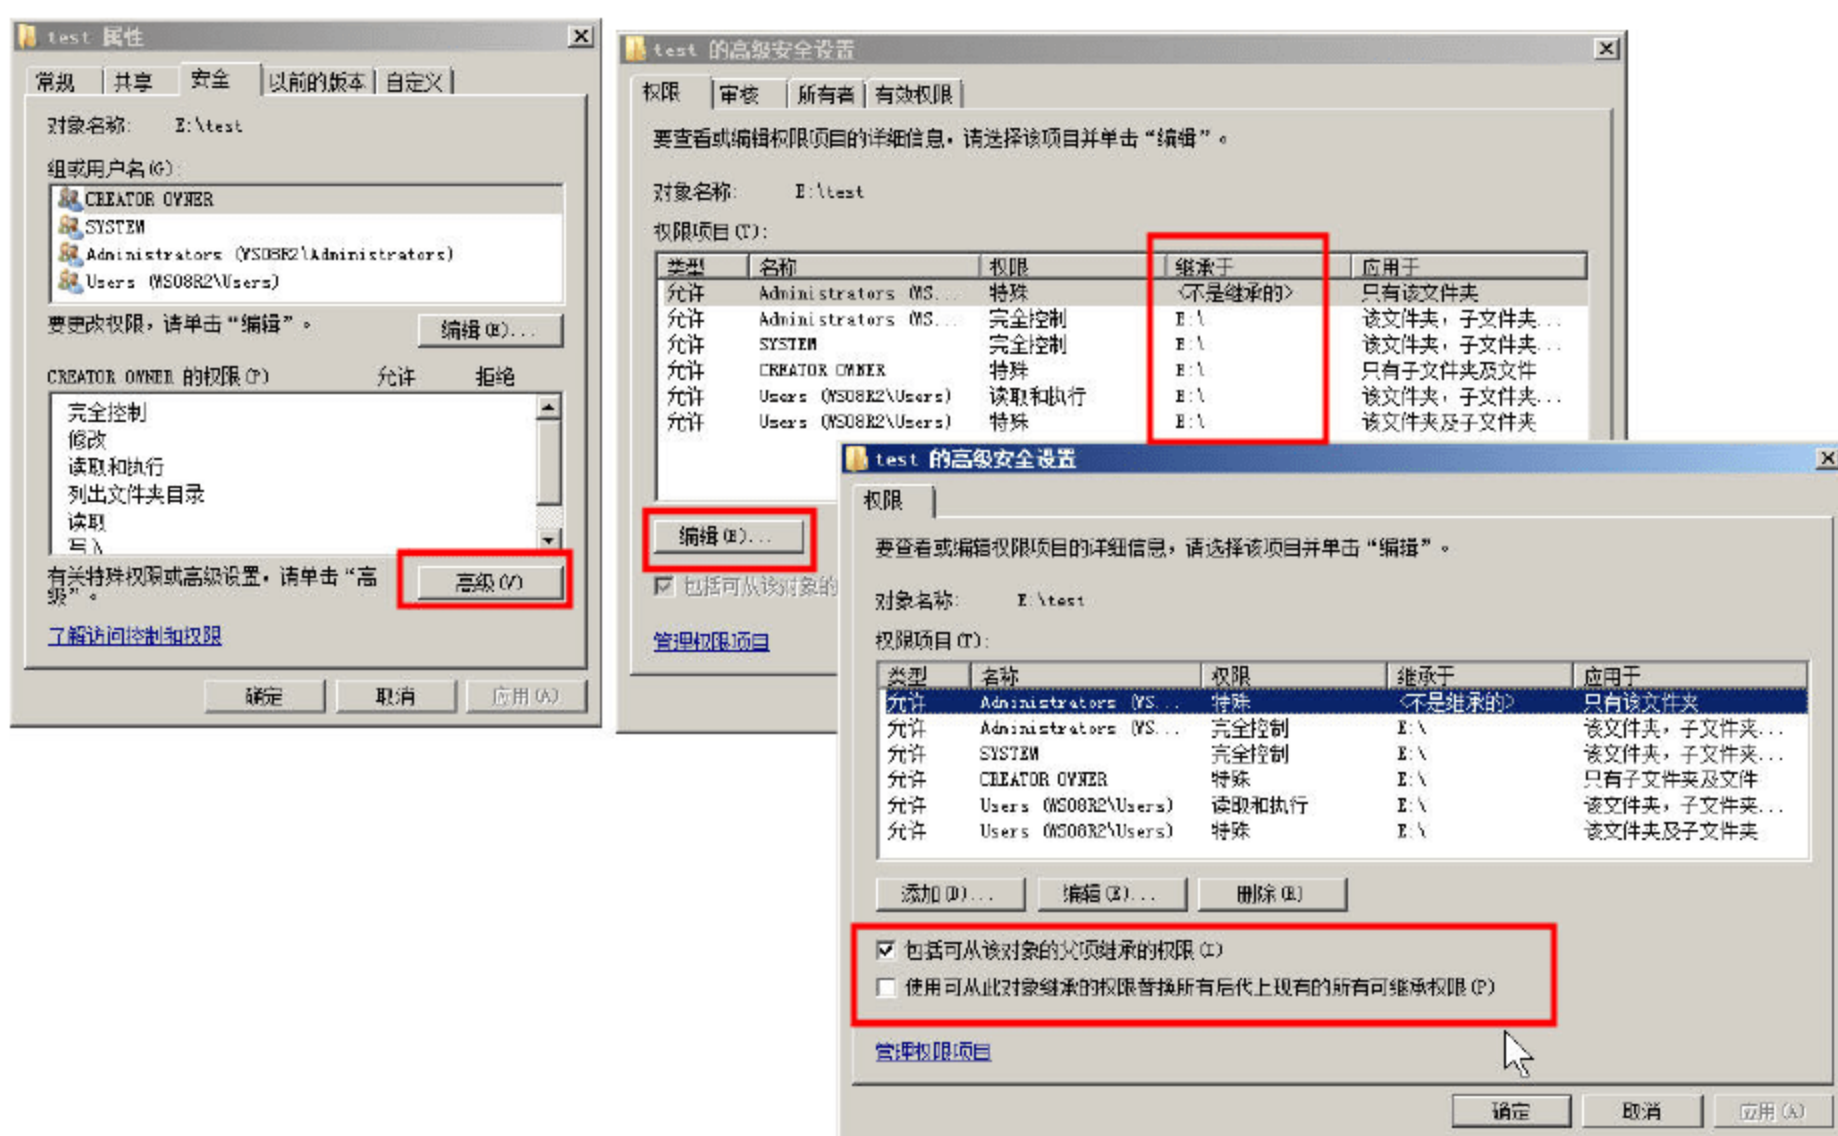 test 属性
常规 共享 安全 以前的版本 自定义
对象名称: E:\test
组或用户名(G):
CREATOR OWNER
SYSTEM
Administrators (WS08R2\Administrators)
Users (WS08R2\Users)
要更改权限，请单击“编辑”。
编辑(E)...
CREATOR OWNER 的权限(P) 允许 拒绝
完全控制
修改
读取和执行
列出文件夹目录
读取
写入
有关特殊权限或高级设置，请单击“高
级”。
高级(V)
了解访问控制和权限
确定 取消 应用(A)
test 的高级安全设置
权限 审核 所有者 有效权限
要查看或编辑权限项目的详细信息，请选择该项目并单击“编辑”。
对象名称: E:\test
权限项目(T):
类型 名称 权限 继承于 应用于
允许 Administrators (WS... 特殊 <不是继承的> 只有该文件夹
允许 Administrators (WS... 完全控制 E:\ 该文件夹，子文件夹...
允许 SYSTEM 完全控制 E:\ 该文件夹，子文件夹...
允许 CREATOR OWNER 特殊 E:\ 只有子文件夹及文件
允许 Users (WS08R2\Users) 读取和执行 E:\ 该文件夹，子文件夹...
允许 Users (WS08R2\Users) 特殊 E:\ 该文件夹及子文件夹
编辑(E)...
包括可从该对象的
管理权限项目
test 的高级安全设置
权限
要查看或编辑权限项目的详细信息，请选择该项目并单击“编辑”。
对象名称: E:\test
权限项目(T):
类型 名称 权限 继承于 应用于
允许 Administrators (WS... 特殊 <不是继承的> 只有该文件夹
允许 Administrators (WS... 完全控制 E:\ 该文件夹，子文件夹...
允许 SYSTEM 完全控制 E:\ 该文件夹，子文件夹...
允许 CREATOR OWNER 特殊 E:\ 只有子文件夹及文件
允许 Users (WS08R2\Users) 读取和执行 E:\ 该文件夹，子文件夹...
允许 Users (WS08R2\Users) 特殊 E:\ 该文件夹及子文件夹
添加(D)... 编辑(E)... 删除(R)
包括可从该对象的父项继承的权限(I)
使用可从此对象继承的权限替换所有后代上现有的所有可继承权限(P)
管理权限项目
确定 取消 应用(A)